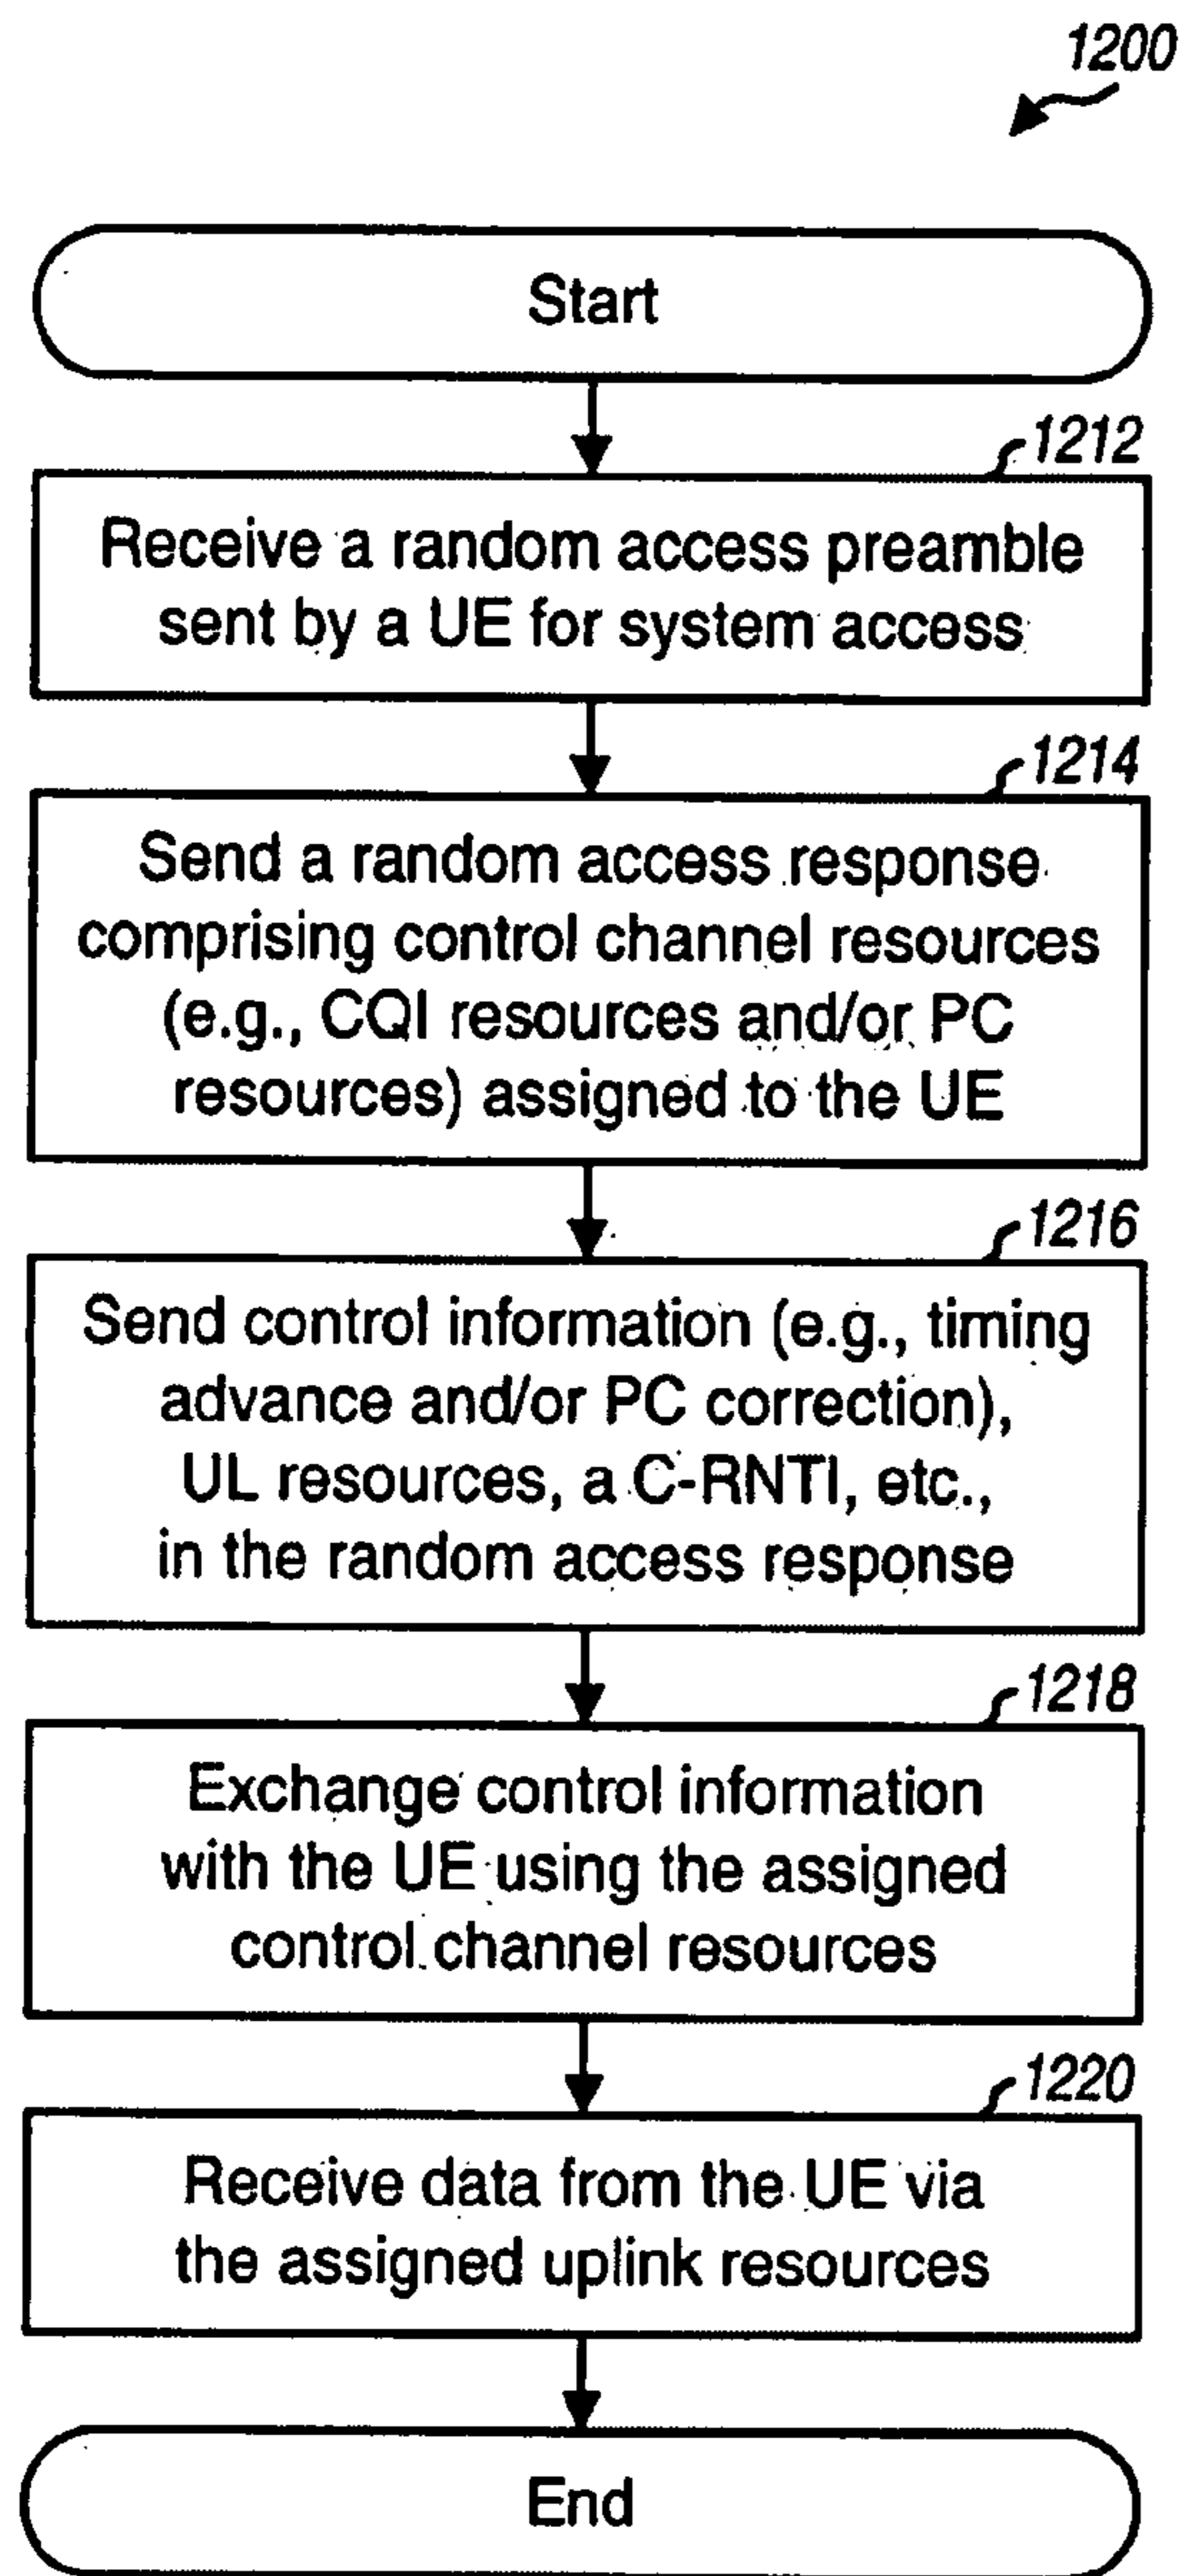 1200
Start
1212
Receive a random access preamble
sent by a UE for system access
1214
Send a random access response
comprising control channel resources
(e.g., CQI resources and/or PC
resources) assigned to the UE
1216
Send control information (e.g., timing
advance and/or PC correction),
UL resources, a C-RNTI, etc.,
in the random access response
1218
Exchange control information
with the UE using the assigned
control channel resources
1220
Receive data from the UE via
the assigned uplink resources
End